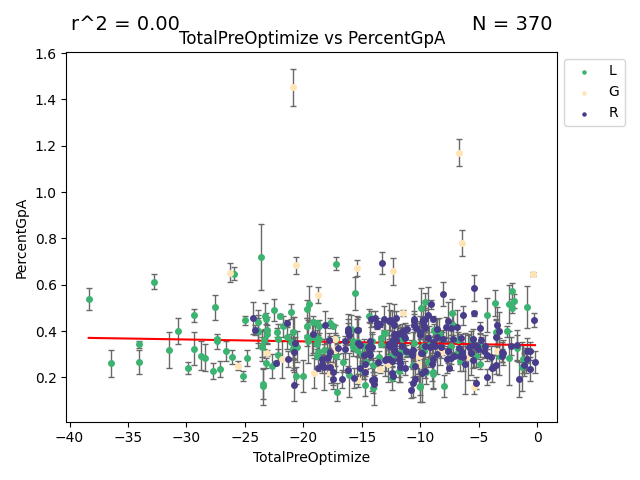 r^2 = 0.00
N = 370
TotalPreOptimize vs PercentGpA
L
G
R
PercentGpA
1.6
1.4
1.2
1.0
0.8
0.6
0.4
0.2
−40 −35 −30 −25 −20 −15 −10 −5 0
TotalPreOptimize